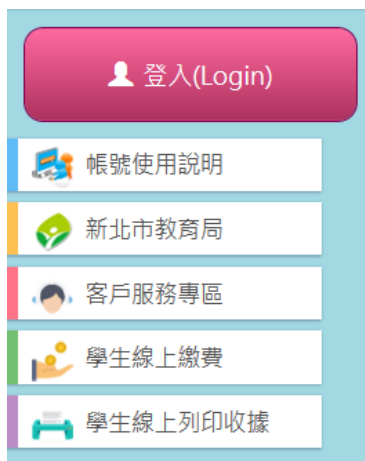 登入(Login)
帳號使用說明
新北市教育局
客戶服務專區
學生線上繳費
學生線上列印收據